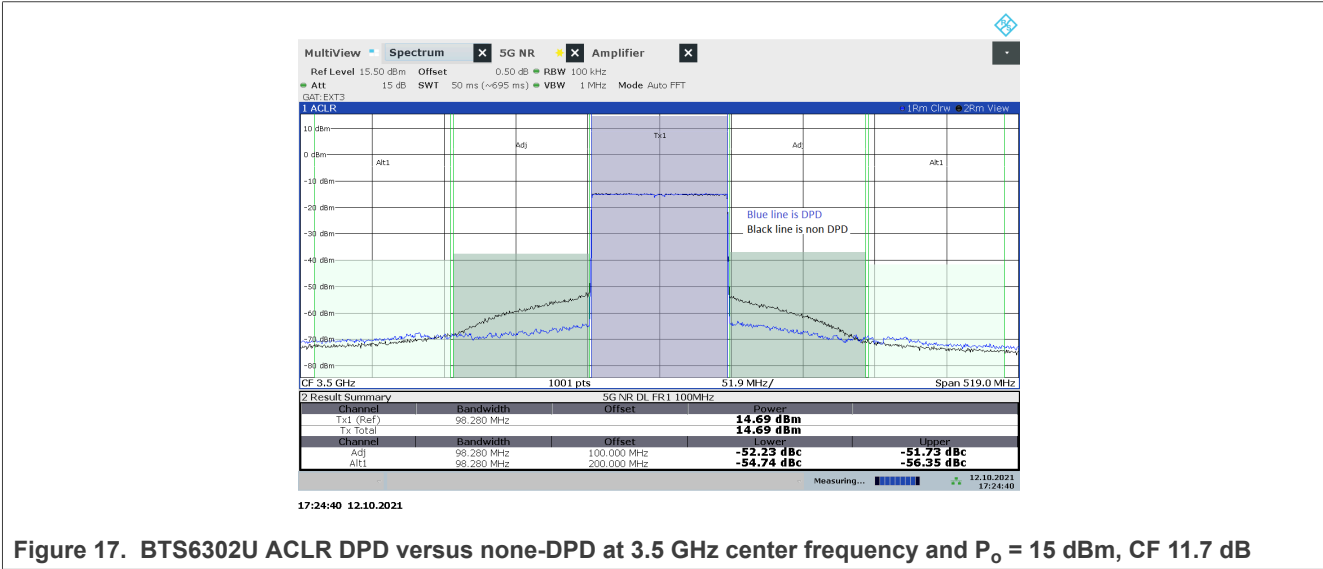 MultiView Spectrum X 5G NR X Amplifier X
Ref Level 15.50 dBm Offset 0.50 dB RBW 100 kHz
Att 15 dB SWT 50 ms (~695 ms) VBW 1 MHz Mode Auto FFT
GAT:EXT3
1 ACLR 1Rm Clrw 2Rm View
10 dBm
Tx1
Adj Adj
0 dBm
Alt1 Alt1
-10 dBm
-20 dBm
Blue line is DPD
Black line is non DPD
-30 dBm
-40 dBm
-50 dBm
-60 dBm
-70 dBm
-80 dBm
CF 3.5 GHz 1001 pts 51.9 MHz/ Span 519.0 MHz
2 Result Summary 5G NR DL FR1 100MHz
Channel Bandwidth Offset Power
Tx1 (Ref) 98.280 MHz 14.69 dBm
Tx Total 14.69 dBm
Channel Bandwidth Offset Lower Upper
Adj 98.280 MHz 100.000 MHz -52.23 dBc -51.73 dBc
Alt1 98.280 MHz 200.000 MHz -54.74 dBc -56.35 dBc
Measuring... 12.10.2021
17:24:40
17:24:40 12.10.2021
Figure 17. BTS6302U ACLR DPD versus none-DPD at 3.5 GHz center frequency and Po = 15 dBm, CF 11.7 dB